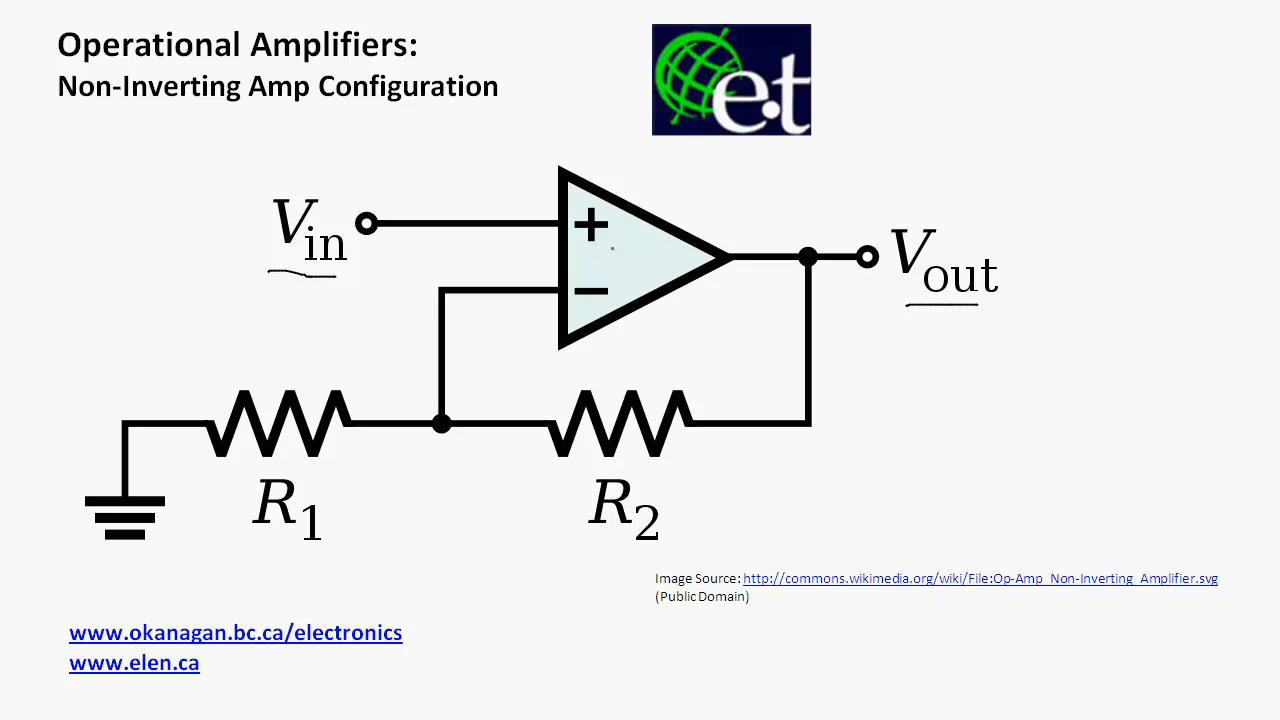 Operational Amplifiers:
Non-Inverting Amp Configuration
e.t
Vin
+
−
Vout
R1
R2
Image Source: http://commons.wikimedia.org/wiki/File:Op-Amp_Non-Inverting_Amplifier.svg
(Public Domain)
www.okanagan.bc.ca/electronics
www.elen.ca